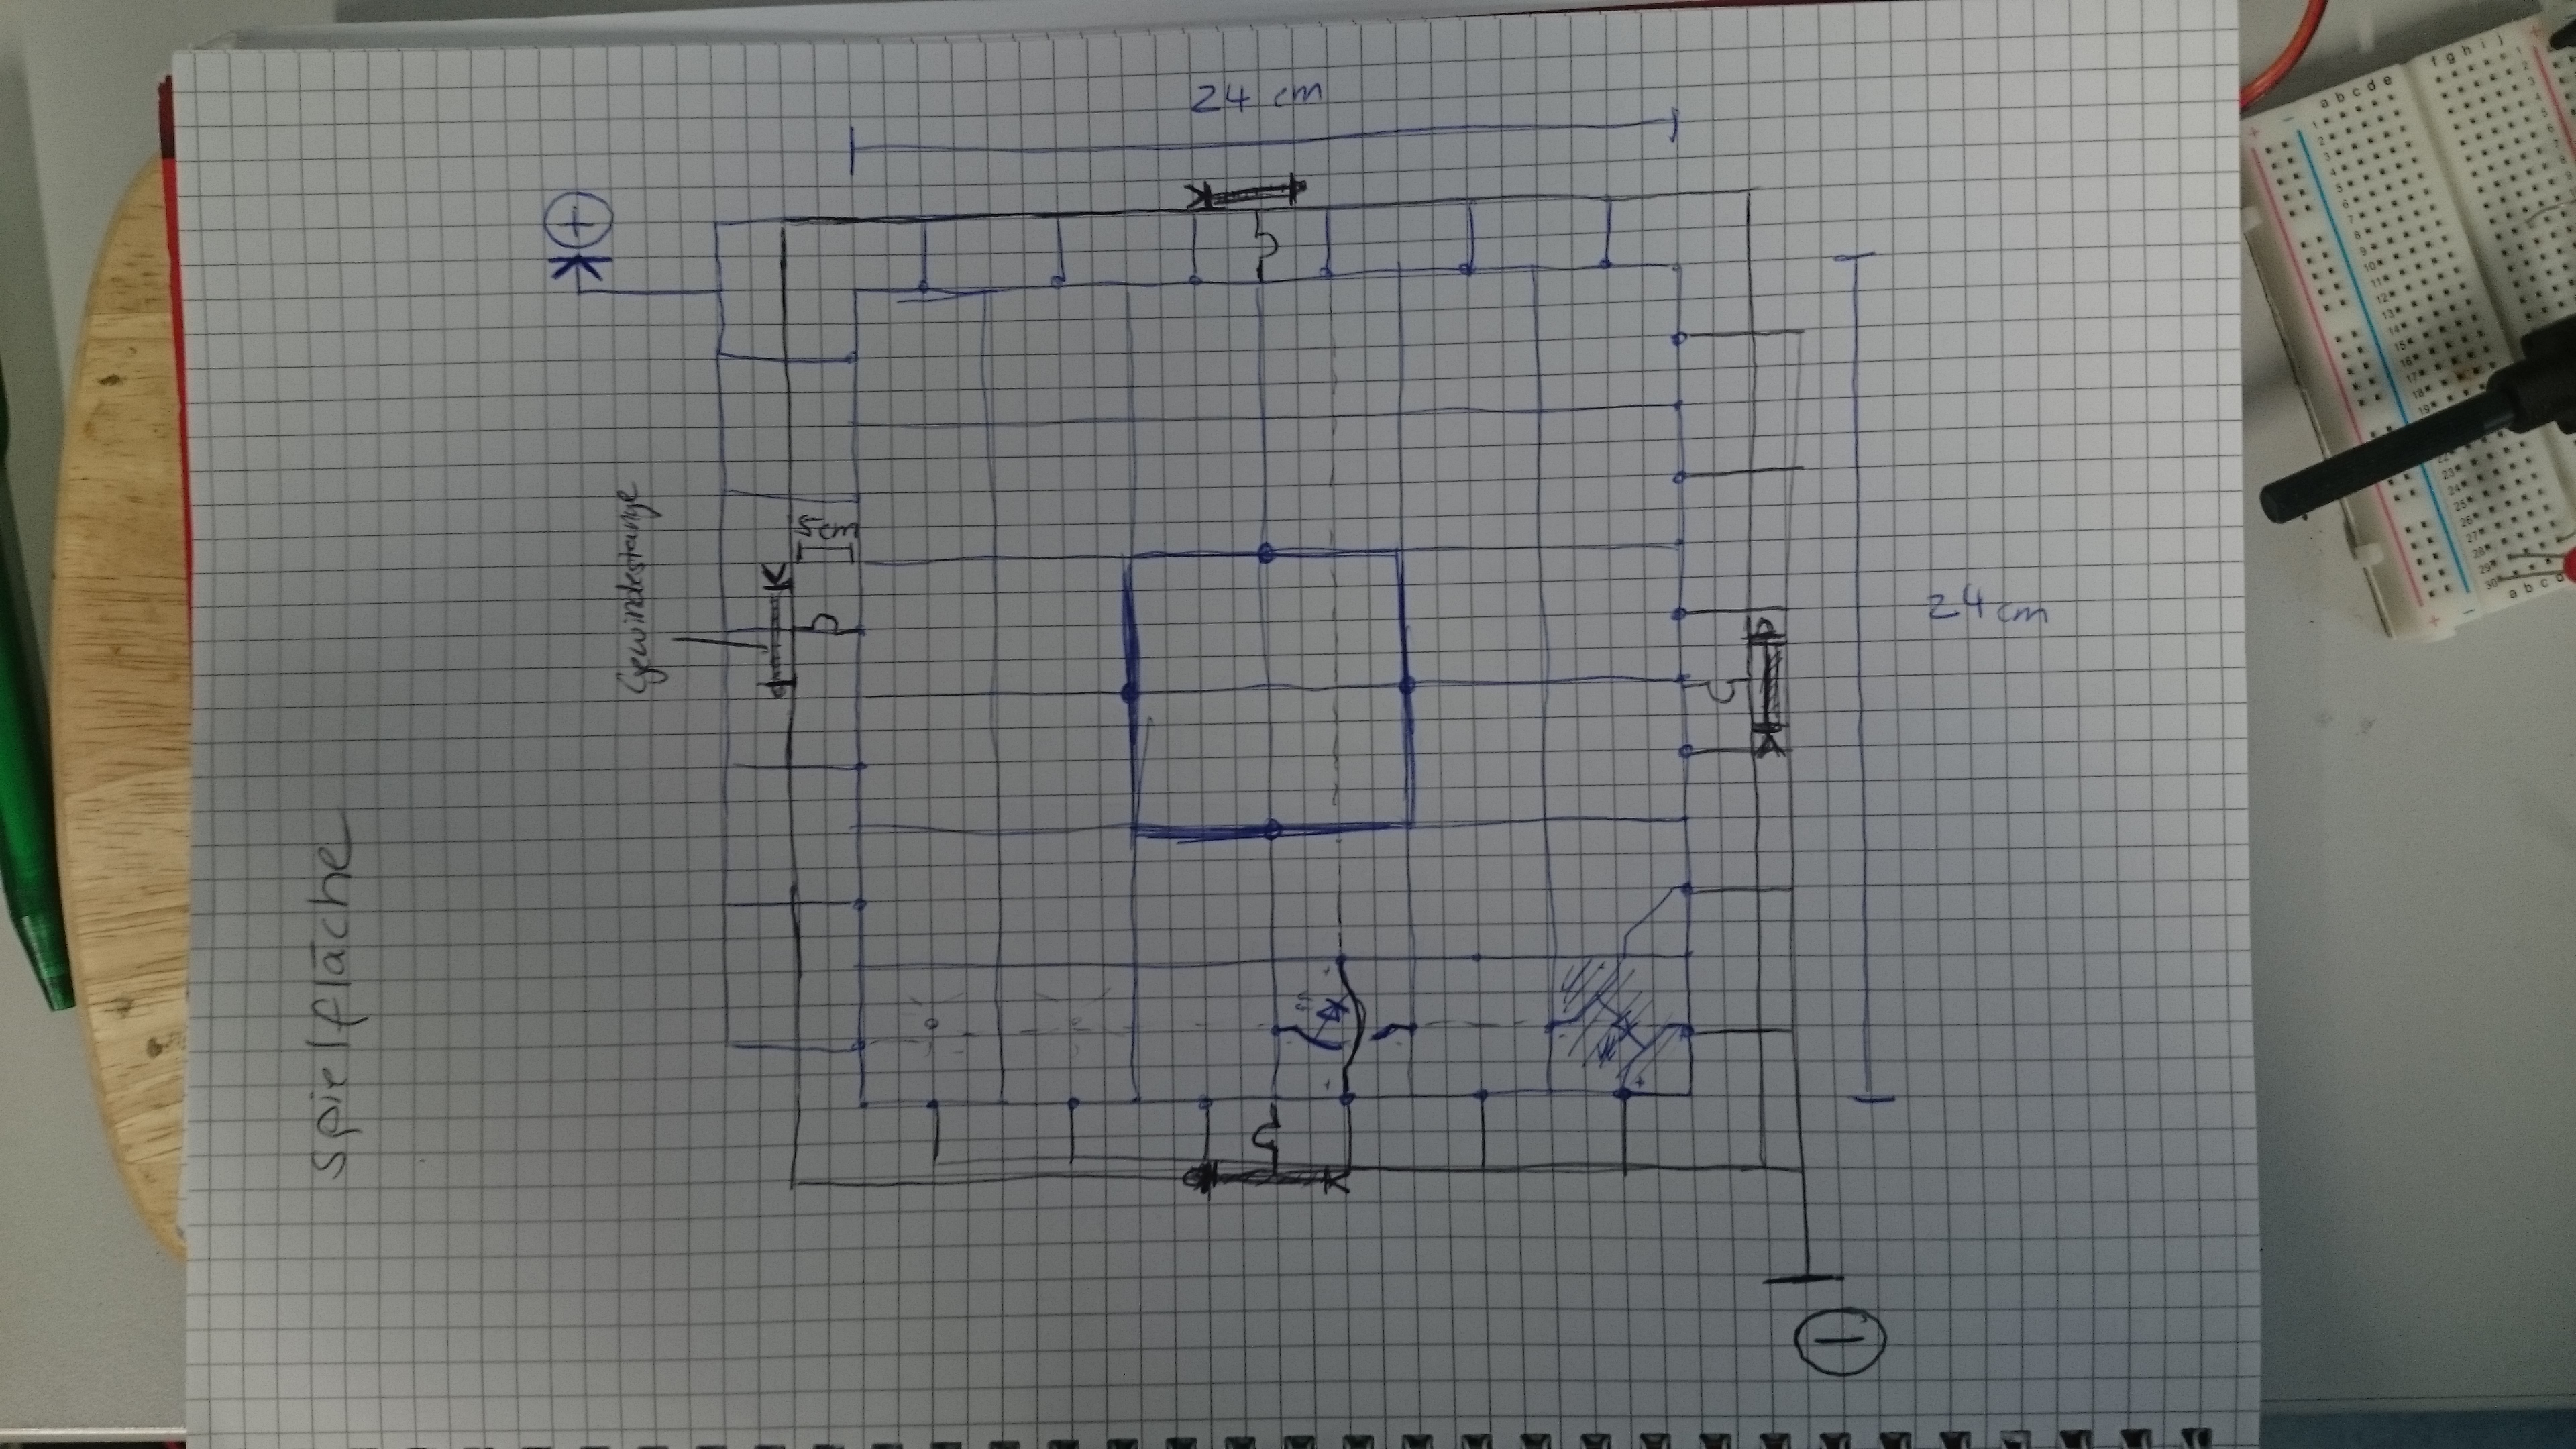 24 cm
+
Gewindestange
5cm
24 cm
Spielfläche
+
+
-
a b c d e
f g h i j